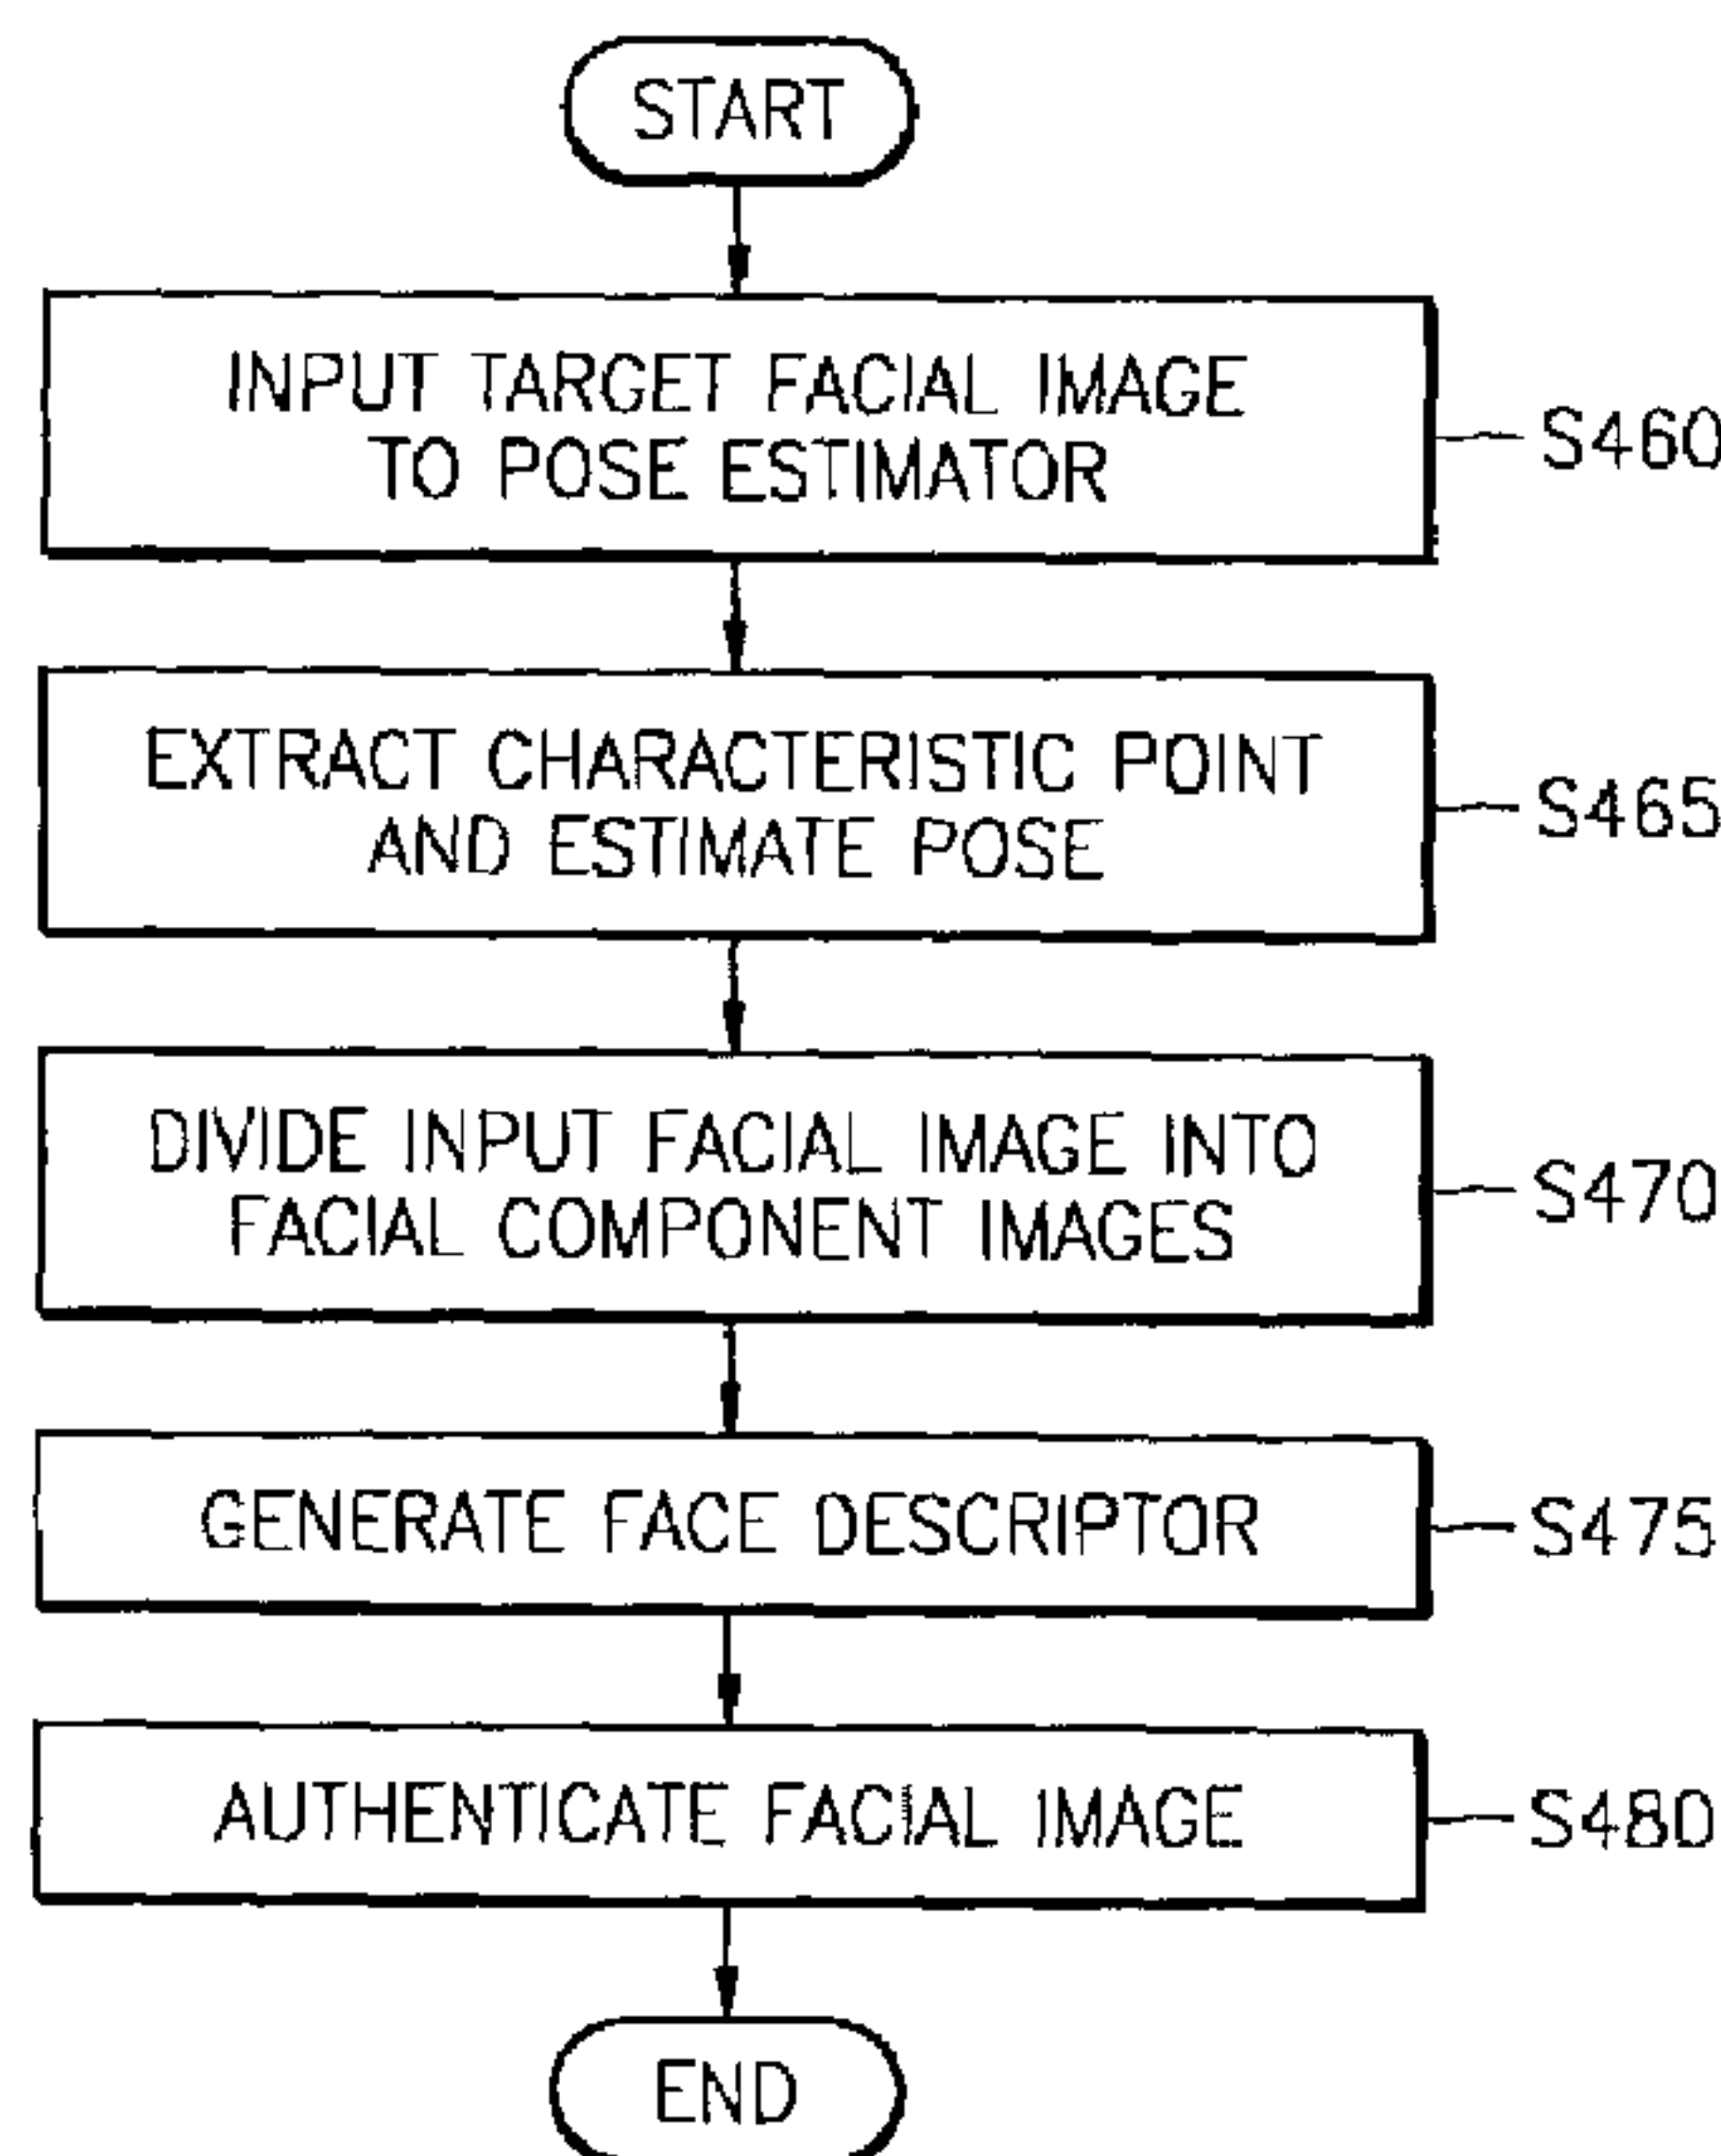 START
INPUT TARGET FACIAL IMAGE
TO POSE ESTIMATOR
S460
EXTRACT CHARACTERISTIC POINT
AND ESTIMATE POSE
S465
DIVIDE INPUT FACIAL IMAGE INTO
FACIAL COMPONENT IMAGES
S470
GENERATE FACE DESCRIPTOR
S475
AUTHENTICATE FACIAL IMAGE
S480
END